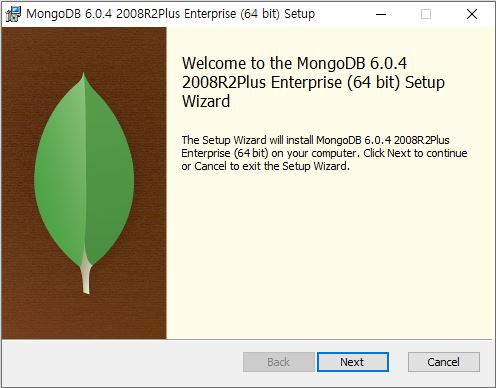 MongoDB 6.0.4 2008R2Plus Enterprise (64 bit) Setup
Welcome to the MongoDB 6.0.4
2008R2Plus Enterprise (64 bit) Setup
Wizard
The Setup Wizard will install MongoDB 6.0.4 2008R2Plus
Enterprise (64 bit) on your computer. Click Next to continue
or Cancel to exit the Setup Wizard.
Back Next Cancel